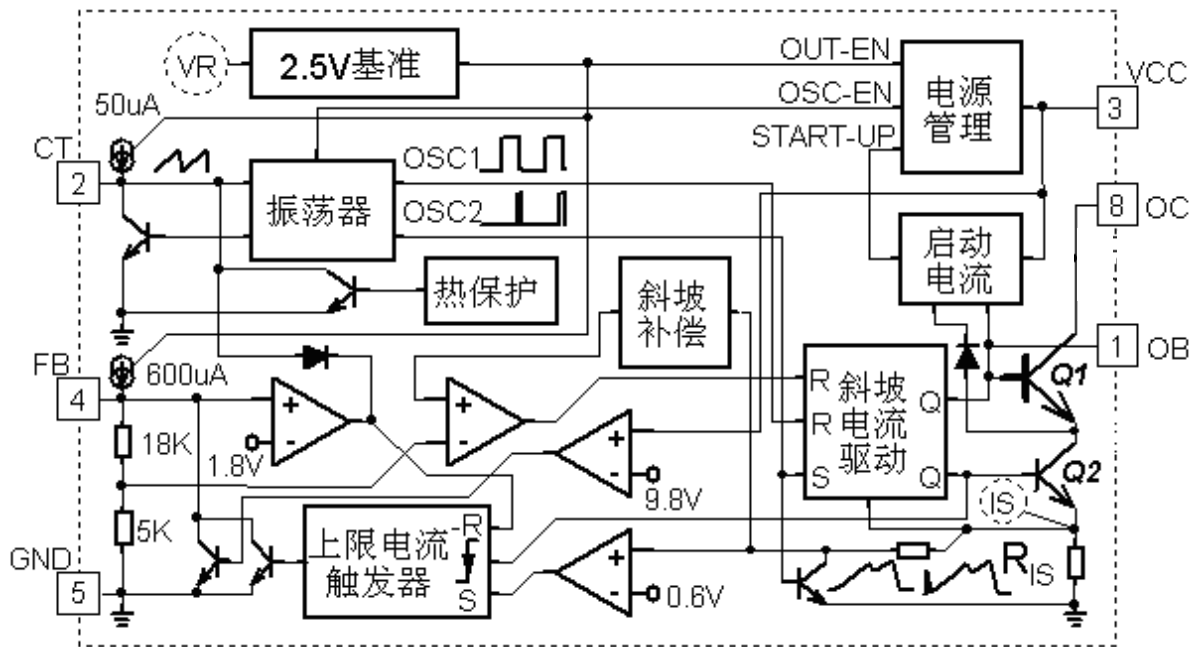 VR
2.5V基准
OUT-EN
OSC-EN
START-UP
电源
管理
VCC
3
50uA
CT
2
振荡器
OSC1
OSC2
8
OC
启动
电流
热保护
斜坡
补偿
1
OB
FB
4
600uA
+
-
1.8V
+
-
+
-
9.8V
R
R
S
斜坡
电流
驱动
Q
Q
Q1
Q2
IS
18K
5K
GND
5
上限电流
触发器
-R
S
+
-
0.6V
RIS